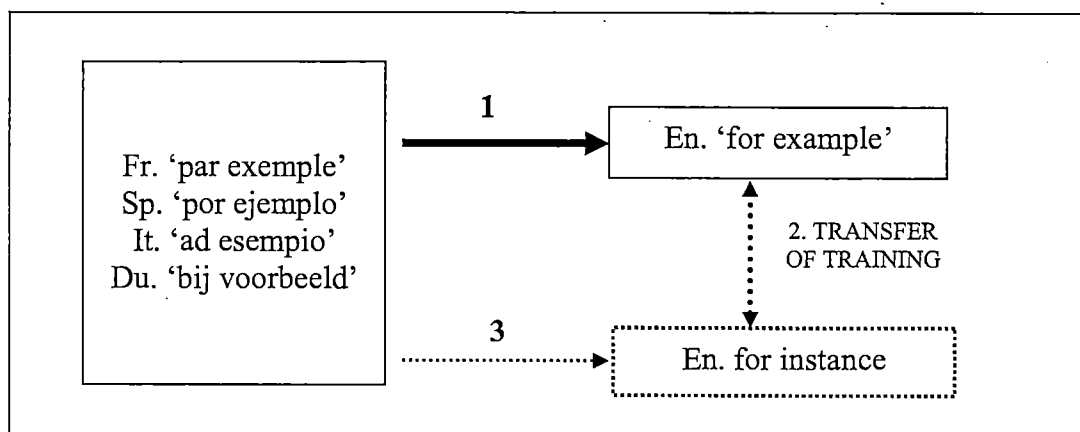 1
En. ‘for example’
Fr. ‘par exemple’
Sp. ‘por ejemplo’
It. ‘ad esempio’
Du. ‘bij voorbeeld’
2. TRANSFER
OF TRAINING
3
En. for instance